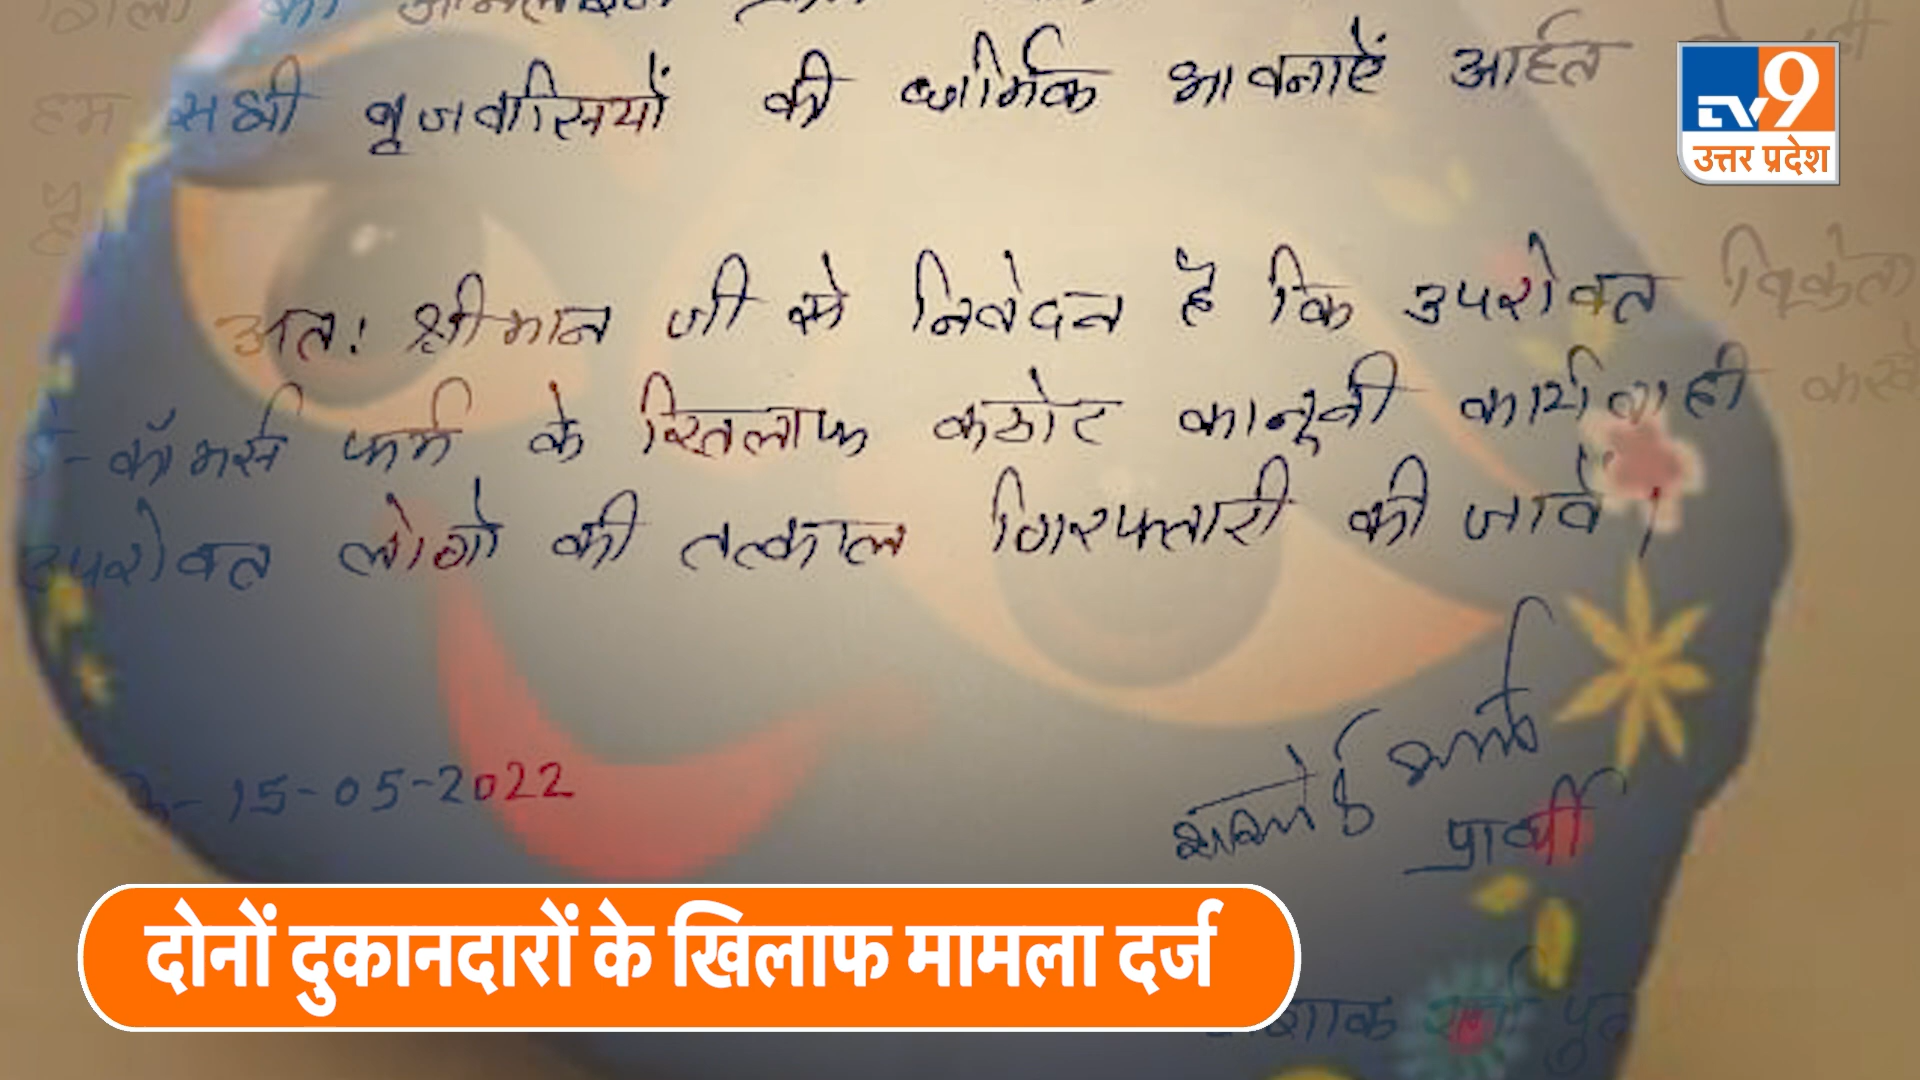 हम सभी बृजवासियों की धार्मिक भावनाऐं आहत
TV9
उत्तर प्रदेश
अतः श्रीमान जी से निवेदन है कि उपरोक्त विक्रेता
ई-कॉमर्स फर्म के खिलाफ कठोर कानूनी कार्यवाही करके
उपरोक्त लोगो की तत्काल गिरफ्तारी की जावे।
15-05-2022
प्रार्थी
दोनों दुकानदारों के खिलाफ मामला दर्ज